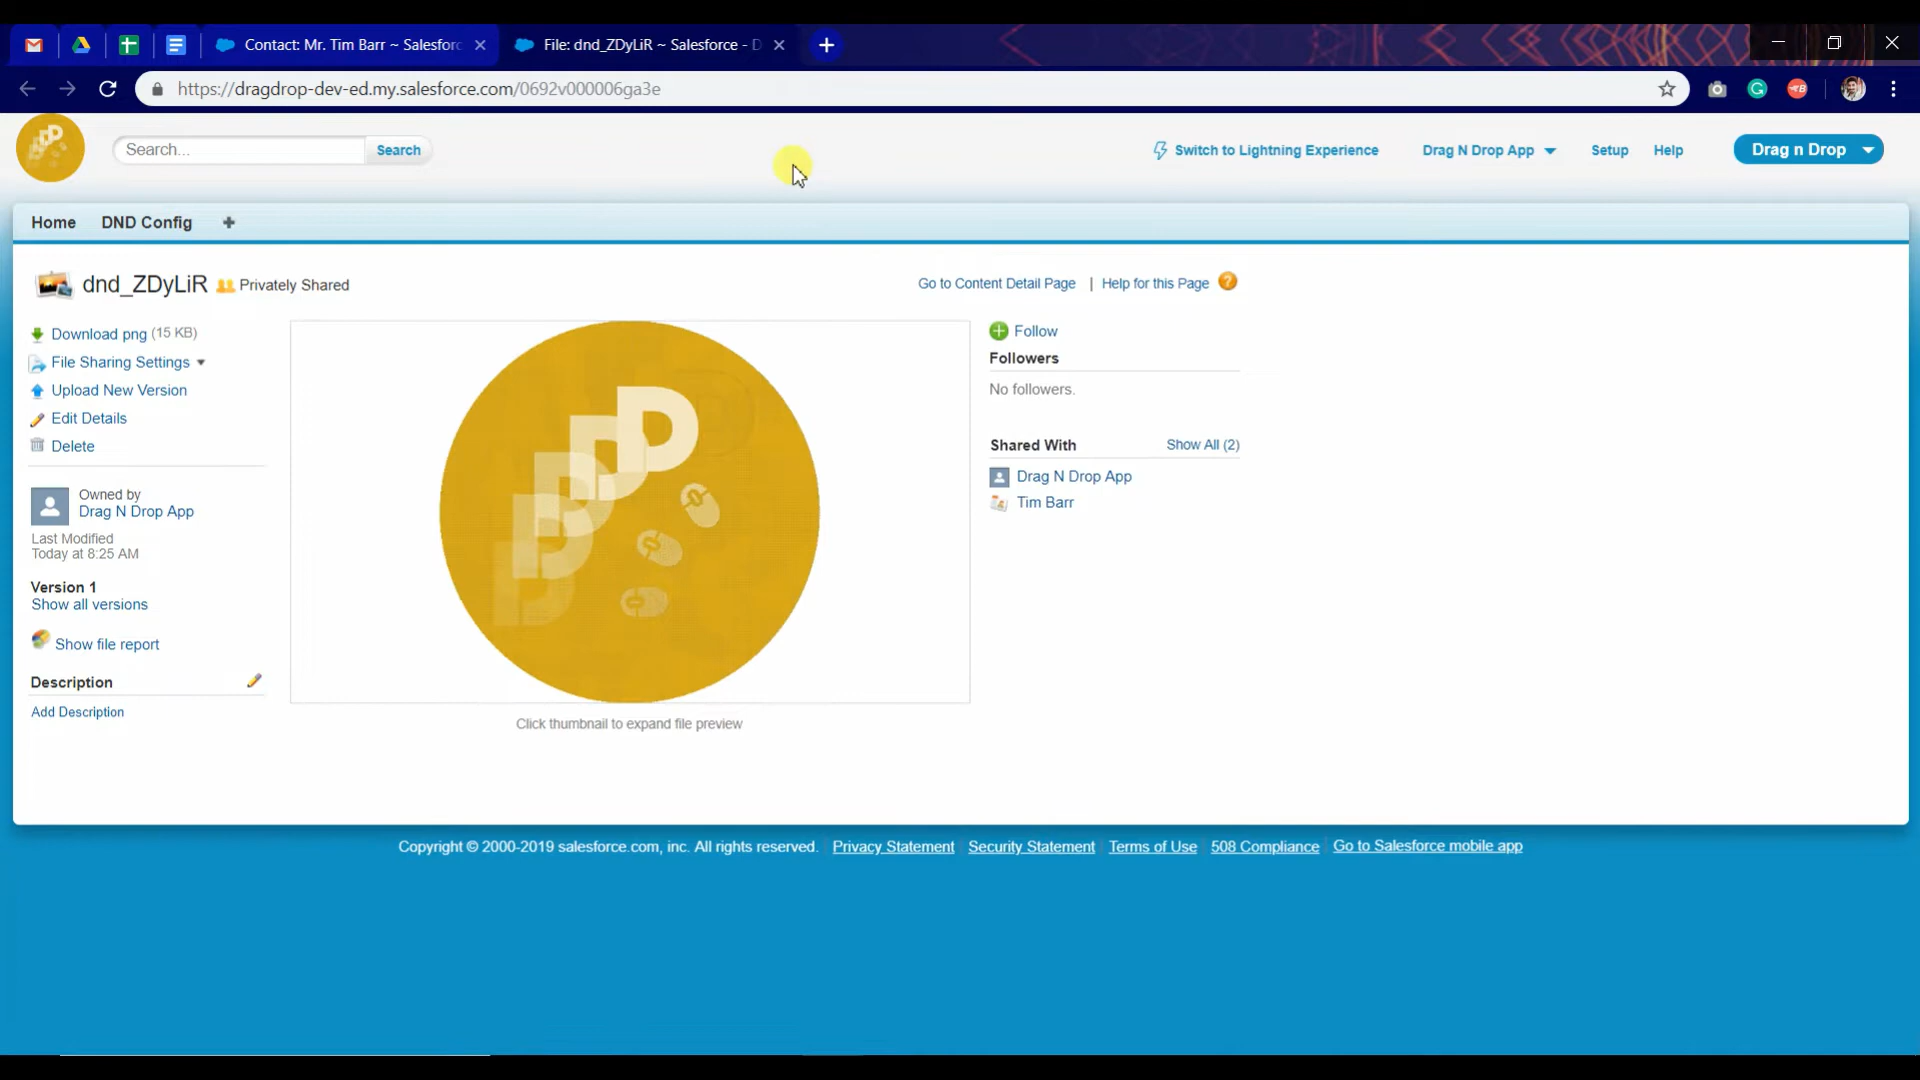 Contact: Mr. Tim Barr ~ Salesforc
File: dnd_ZDyLiR ~ Salesforce - D
https://dragdrop-dev-ed.my.salesforce.com/0692v000006ga3e
Search...
Search
Switch to Lightning Experience
Drag N Drop App
Setup
Help
Drag n Drop
Home
DND Config
dnd_ZDyLiR
Privately Shared
Go to Content Detail Page | Help for this Page
Download png (15 KB)
File Sharing Settings
Upload New Version
Edit Details
Delete
Owned by
Drag N Drop App
Last Modified
Today at 8:25 AM
Version 1
Show all versions
Show file report
Description
Add Description
D
D
D
D
D
Click thumbnail to expand file preview
Follow
Followers
No followers.
Shared With
Show All (2)
Drag N Drop App
Tim Barr
Copyright © 2000-2019 salesforce.com, inc. All rights reserved. Privacy Statement Security Statement Terms of Use 508 Compliance Go to Salesforce mobile app